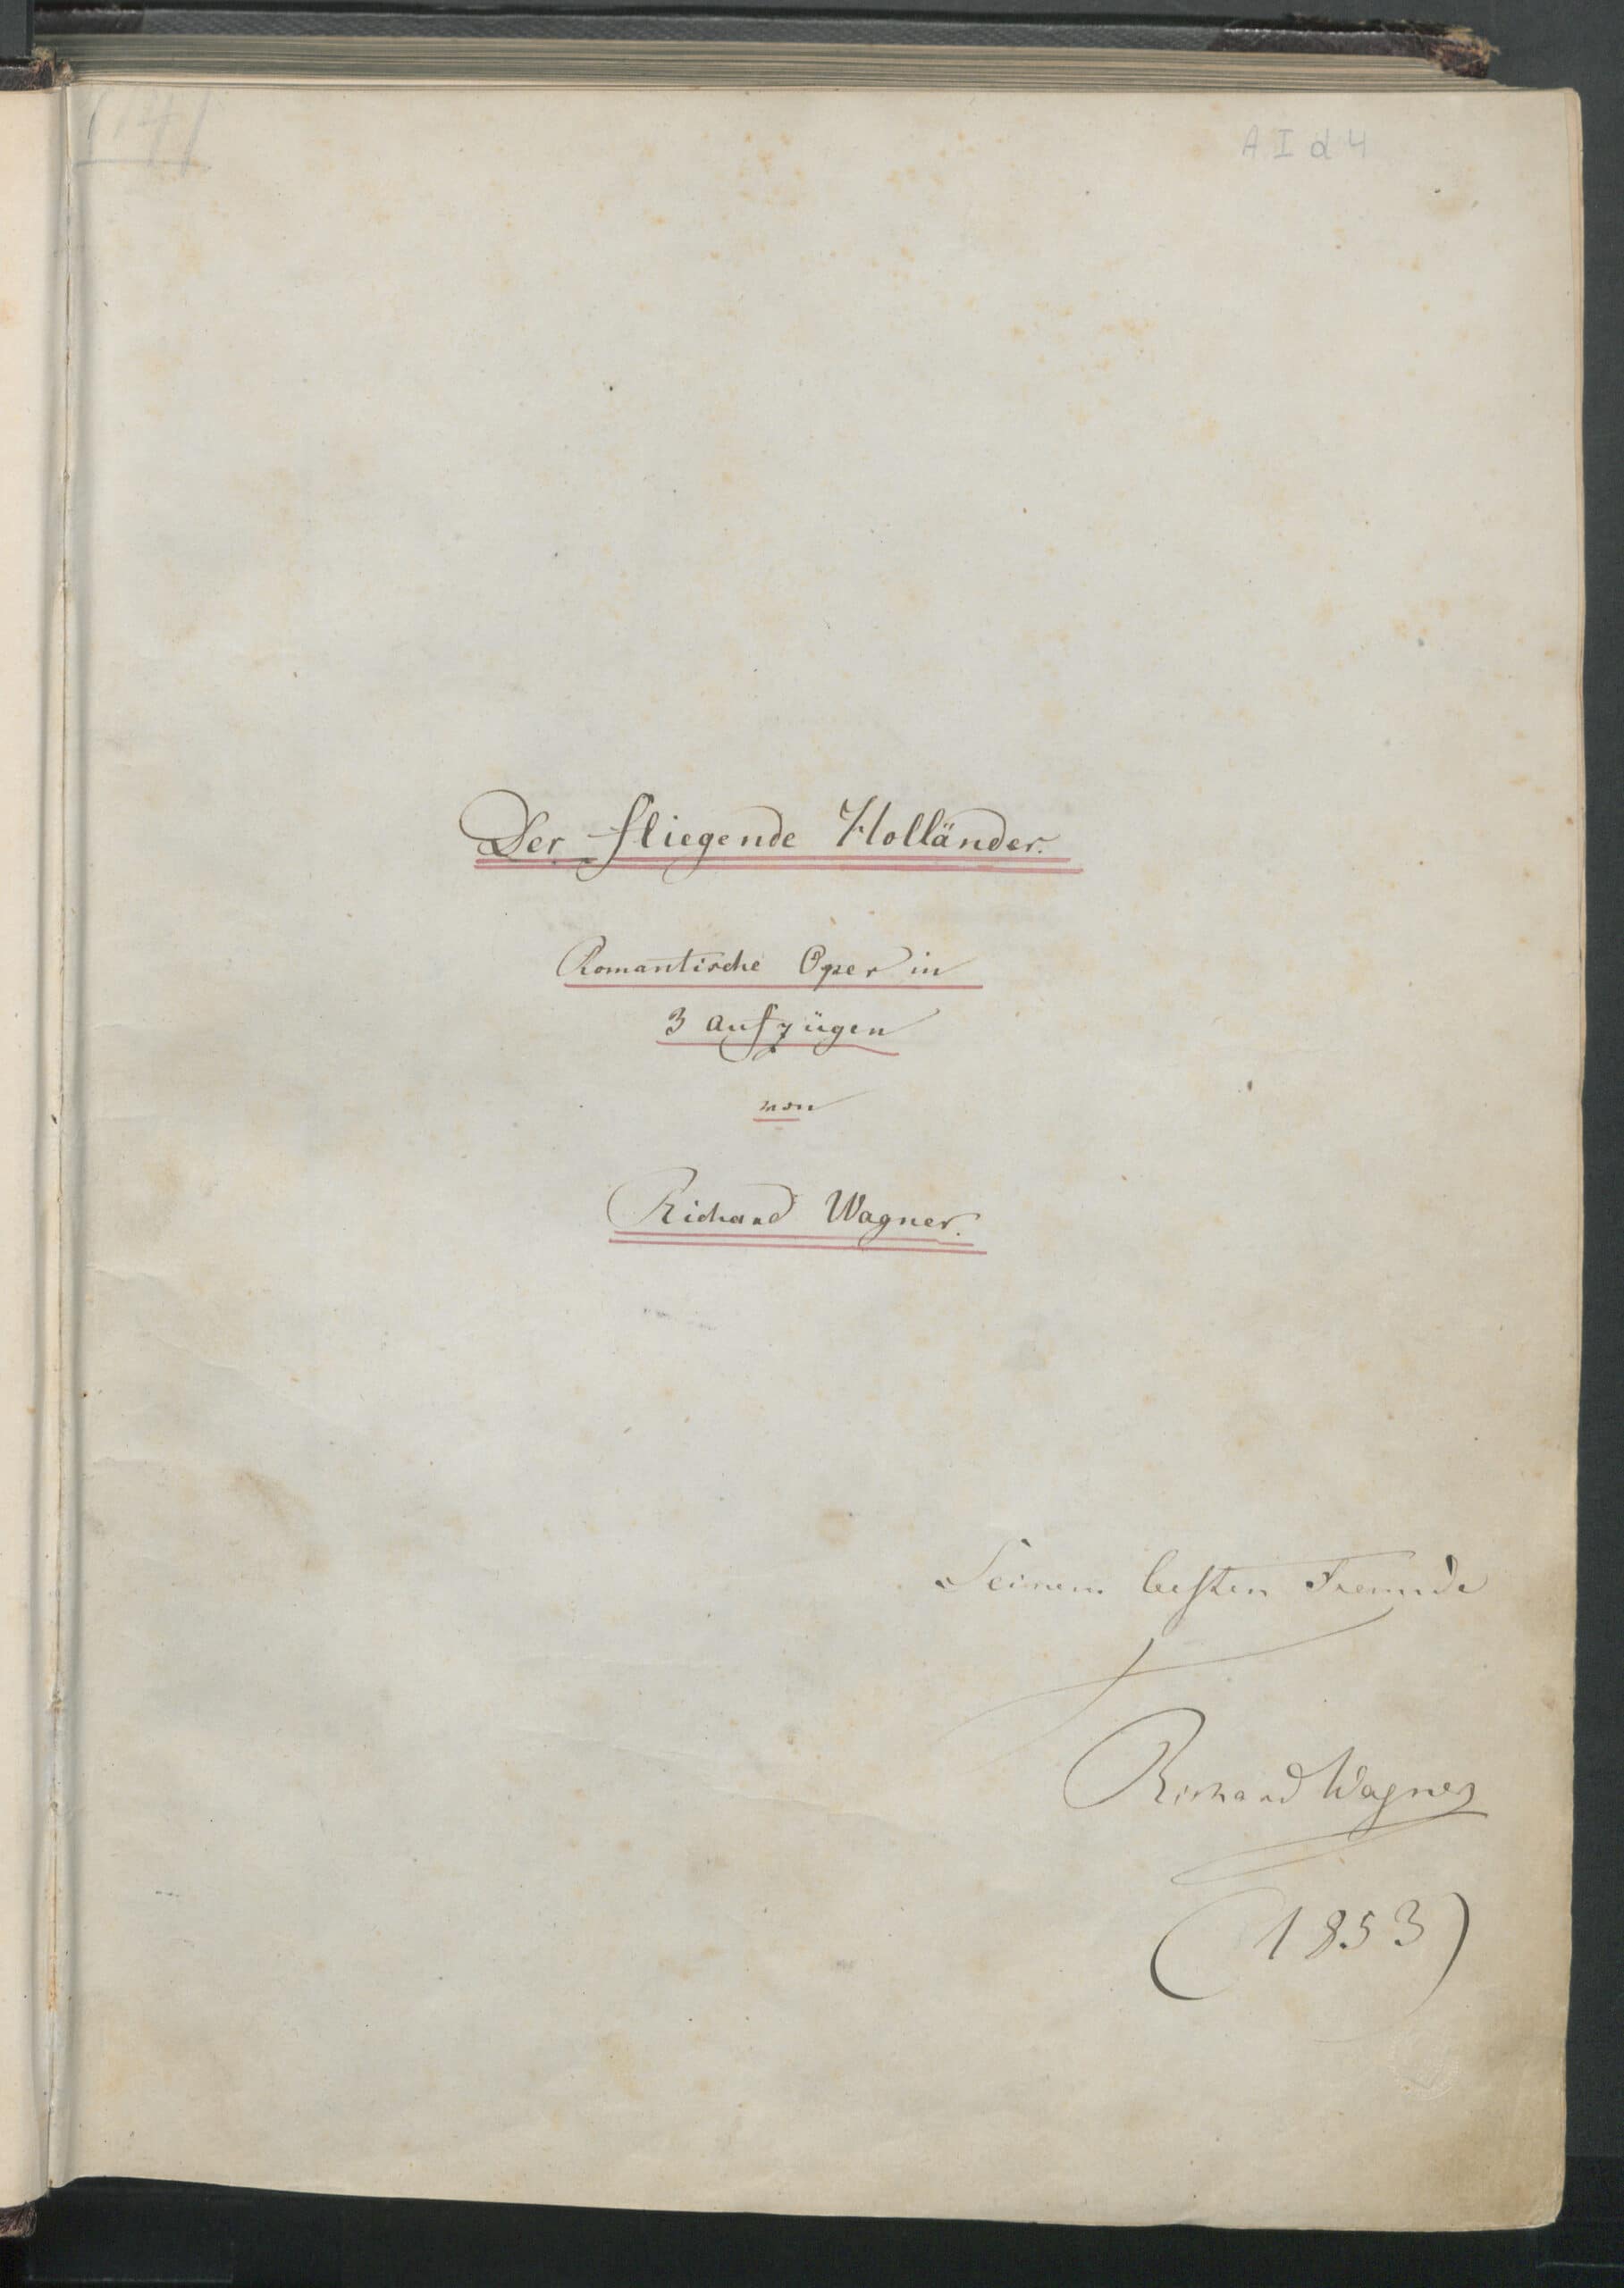 A I d 4
Der fliegende Holländer.
Romantische Oper in
3 Aufzügen
von
Richard Wagner.
Seinem besten Freunde
Richard Wagner
(1853)